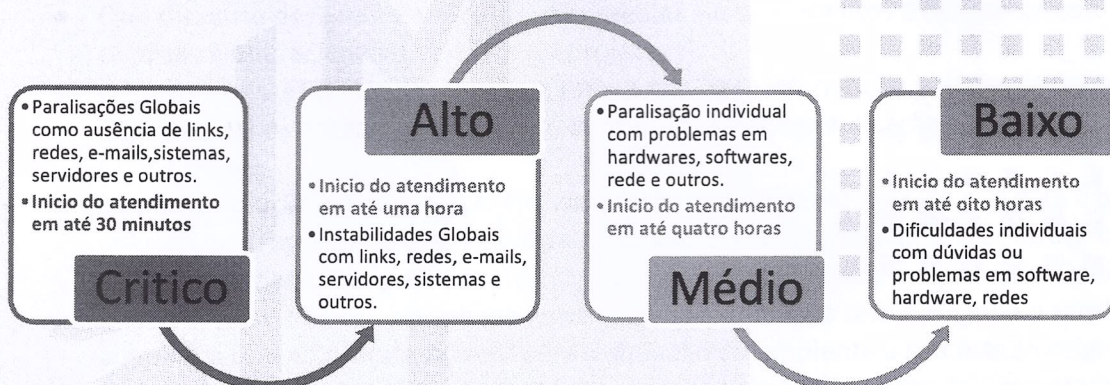 • Paralisações Globais
como ausência de links,
redes, e-mails,sistemas,
servidores e outros.
• Inicio do atendimento
em até 30 minutos
Critico
Alto
• Inicio do atendimento
em até uma hora
• Instabilidades Globais
com links, redes, e-mails,
servidores, sistemas e
outros.
• Paralisação individual
com problemas em
hardwares, softwares,
rede e outros.
• Início do atendimento
em até quatro horas
Médio
Baixo
• Inicio do atendimento
em até oito horas
• Dificuldades individuais
com dúvidas ou
problemas em software,
hardware, redes